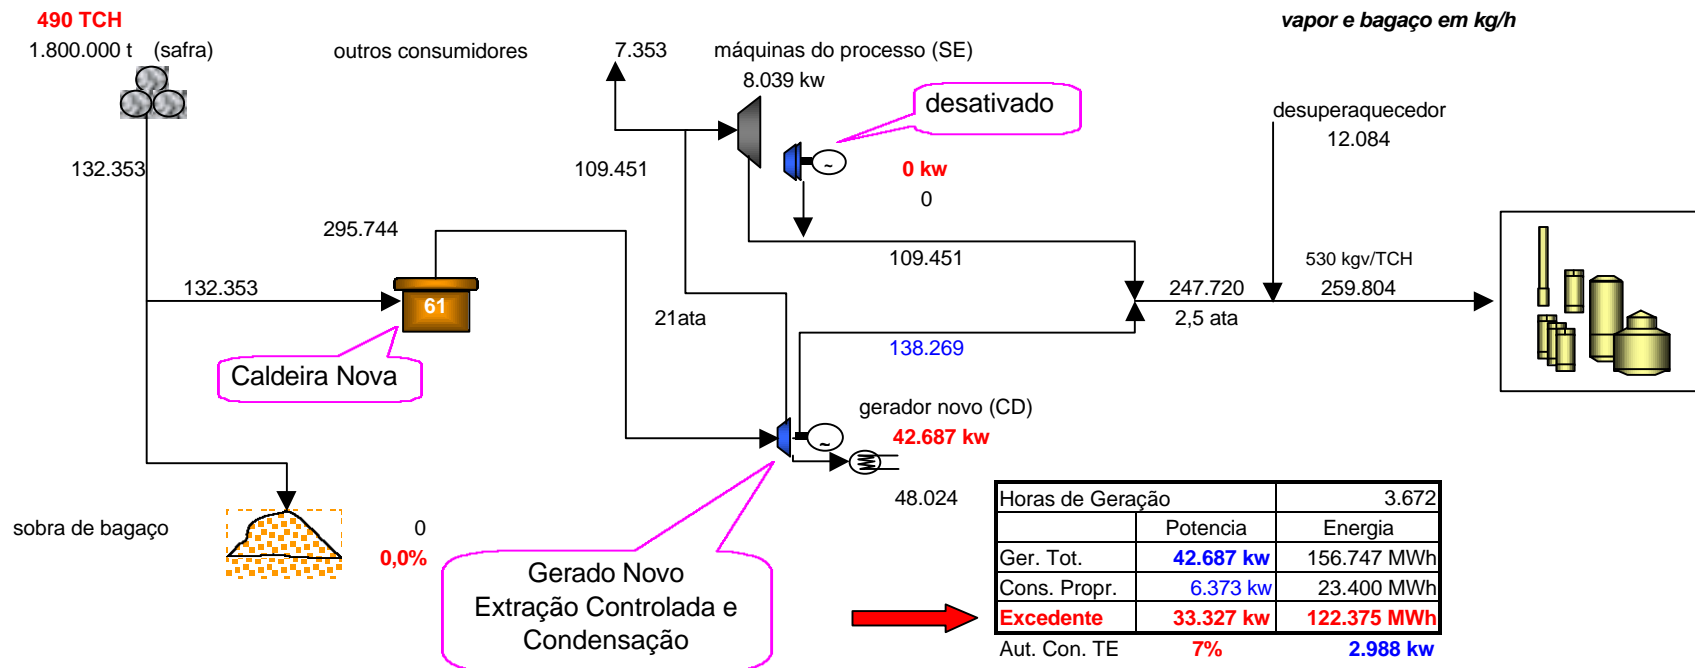 490 TCH
1.800.000 t (safra)
outros consumidores
7.353
máquinas do processo (SE)
8.039 kw
vapor e bagaço em kg/h
desativado
desuperaquecedor
12.084
132.353
109.451
~
0 kw
0
295.744
109.451
530 kgv/TCH
132.353
61
21ata
247.720
259.804
2,5 ata
138.269
Caldeira Nova
gerador novo (CD)
42.687 kw
~
48.024
sobra de bagaço
0
0,0%
Gerado Novo
Extração Controlada e
Condensação
Horas de Geração 3.672
Potencia Energia
Ger. Tot. 42.687 kw 156.747 MWh
Cons. Propr. 6.373 kw 23.400 MWh
Excedente 33.327 kw 122.375 MWh
Aut. Con. TE 7% 2.988 kw